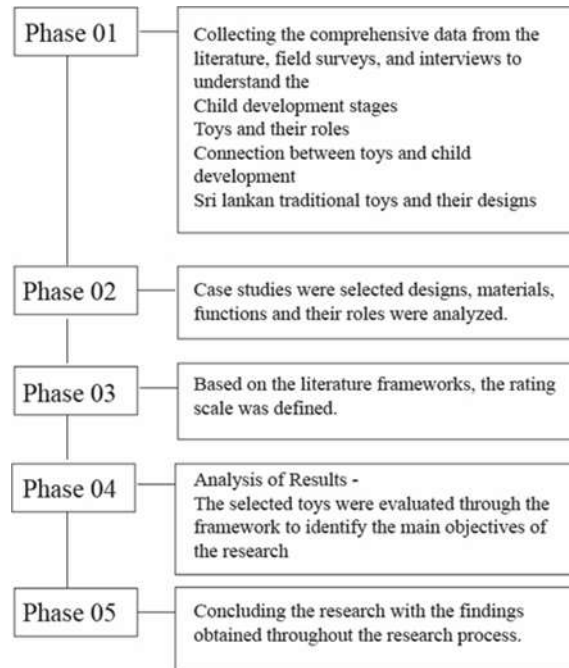 Phase 01
Collecting the comprehensive data from the
literature, field surveys, and interviews to
understand the
Child development stages
Toys and their roles
Connection between toys and child
development
Sri lankan traditional toys and their designs
Phase 02
Case studies were selected designs, materials,
functions and their roles were analyzed.
Phase 03
Based on the literature frameworks, the rating
scale was defined.
Phase 04
Analysis of Results -
The selected toys were evaluated through the
framework to identify the main objectives of
the research
Phase 05
Concluding the research with the findings
obtained throughout the research process.